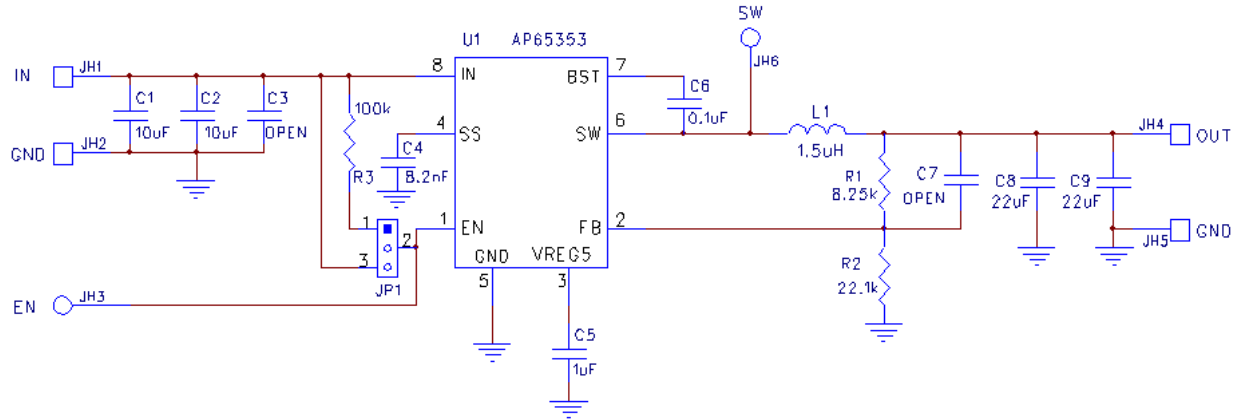 SW
U1 AP65353
JH6
IN JH1
8 IN
BST 7
C1
10uF
C2
10uF
C3
OPEN
100k
R3
4 SS
C4
8.2nF
SW 6
C6
0.1uF
L1
1.5uH
JH4 OUT
GND JH2
R1
8.25k
C7
OPEN
C8
22uF
C9
22uF
1
2
3
JP1
1 EN
FB 2
JH5 GND
GND
5
VREG5
3
R2
22.1k
EN JH3
C5
1uF